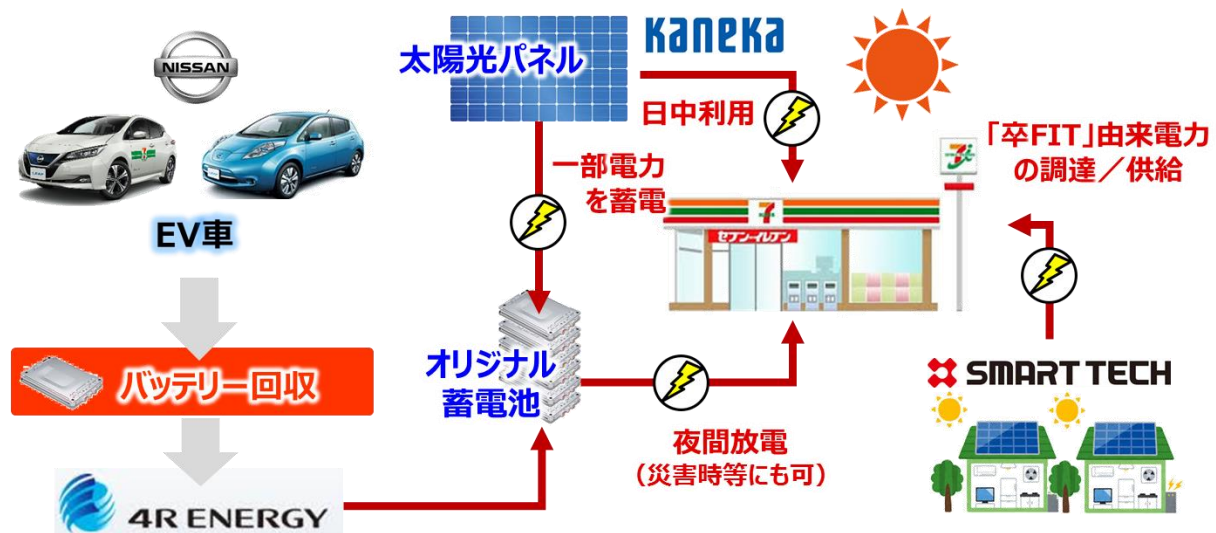 NISSAN
EV車
バッテリー回収
4R ENERGY
太陽光パネル
Kaneka
日中利用
一部電力
を蓄電
オリジナル
蓄電池
夜間放電
（災害時等にも可）
7
セブン-イレブン
「卒FIT」由来電力
の調達／供給
SMART TECH